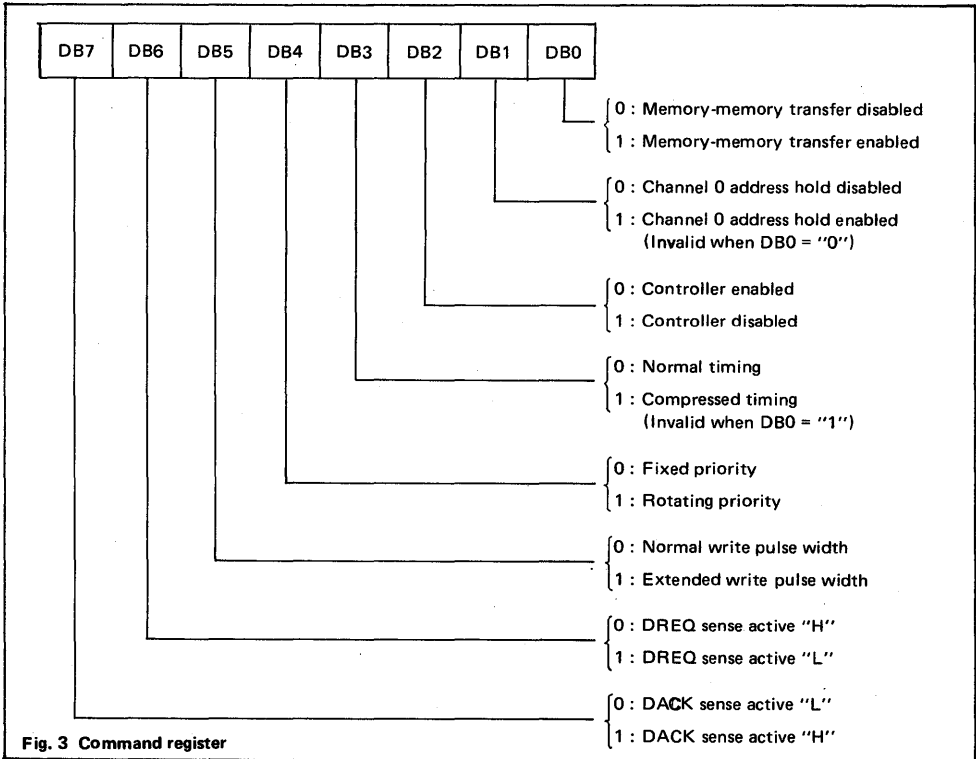 DB7 DB6 DB5 DB4 DB3 DB2 DB1 DB0
0 : Memory-memory transfer disabled
1 : Memory-memory transfer enabled
0 : Channel 0 address hold disabled
1 : Channel 0 address hold enabled
(Invalid when DB0 = "0")
0 : Controller enabled
1 : Controller disabled
0 : Normal timing
1 : Compressed timing
(Invalid when DB0 = "1")
0 : Fixed priority
1 : Rotating priority
0 : Normal write pulse width
1 : Extended write pulse width
0 : DREQ sense active "H"
1 : DREQ sense active "L"
0 : DACK sense active "L"
1 : DACK sense active "H"
Fig. 3 Command register